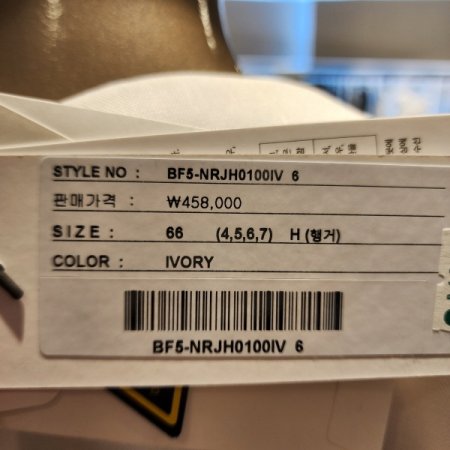 STYLE NO : BF5-NRJH0100IV 6
판매가격 : ₩458,000
SIZE : 66 (4,5,6,7) H (행거)
COLOR : IVORY
BF5-NRJH0100IV 6